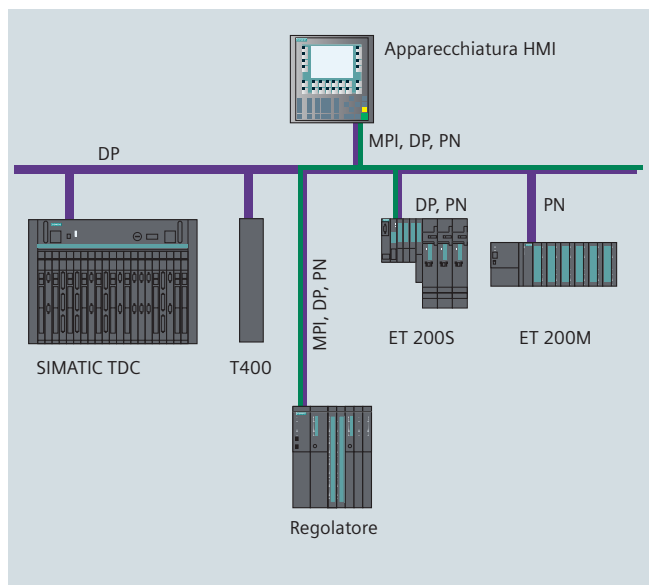 Apparecchiatura HMI
MPI, DP, PN
DP
DP, PN
PN
MPI, DP, PN
SIMATIC TDC
T400
ET 200S
ET 200M
Regolatore